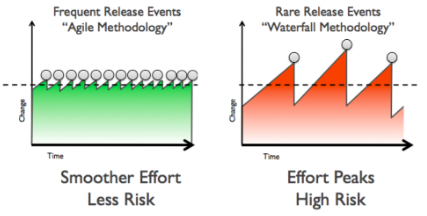 Frequent Release Events
"Agile Methodology"
Change
Time
Smoother Effort
Less Risk
Rare Release Events
"Waterfall Methodology"
Change
Time
Effort Peaks
High Risk